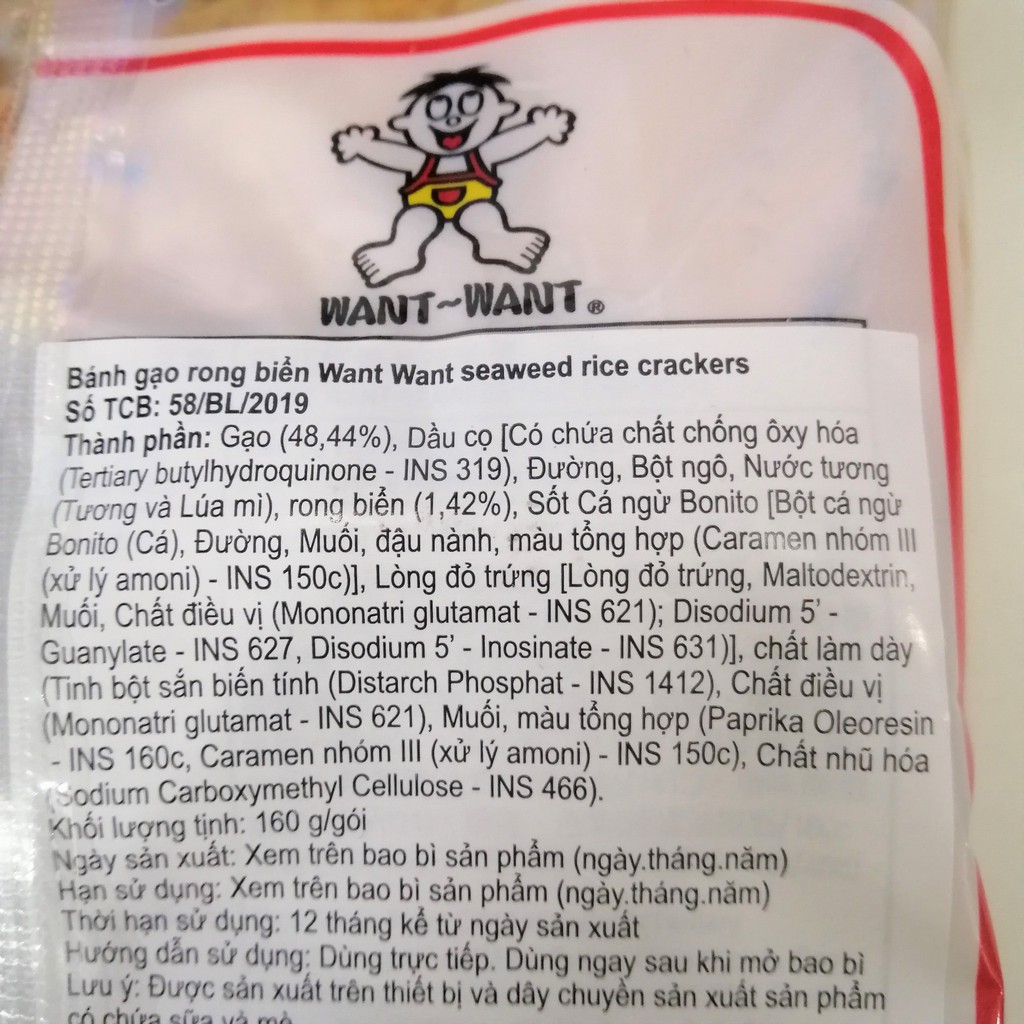 WANT~WANT®
Bánh gạo rong biển Want Want seaweed rice crackers
Số TCB: 58/BL/2019
Thành phần: Gạo (48,44%), Dầu cọ [Có chứa chất chống ôxy hóa
(Tertiary butylhydroquinone - INS 319), Đường, Bột ngô, Nước tương
(Tương và Lúa mì), rong biển (1,42%), Sốt Cá ngừ Bonito [Bột cá ngừ
Bonito (Cá), Đường, Muối, đậu nành, màu tổng hợp (Caramen nhóm III
(xử lý amoni) - INS 150c)], Lòng đỏ trứng [Lòng đỏ trứng, Maltodextrin,
Muối, Chất điều vị (Mononatri glutamat - INS 621); Disodium 5' -
Guanylate - INS 627, Disodium 5' - Inosinate - INS 631)], chất làm dày
(Tinh bột sắn biến tính (Distarch Phosphat - INS 1412), Chất điều vị
(Mononatri glutamat - INS 621), Muối, màu tổng hợp (Paprika Oleoresin
- INS 160c, Caramen nhóm III (xử lý amoni) - INS 150c), Chất nhũ hóa
(Sodium Carboxymethyl Cellulose - INS 466).
Khối lượng tịnh: 160 g/gói
Ngày sản xuất: Xem trên bao bì sản phẩm (ngày.tháng.năm)
Hạn sử dụng: Xem trên bao bì sản phẩm (ngày.tháng.năm)
Thời hạn sử dụng: 12 tháng kể từ ngày sản xuất
Hướng dẫn sử dụng: Dùng trực tiếp. Dùng ngay sau khi mở bao bì
Lưu ý: Được sản xuất trên thiết bị và dây chuyền sản xuất sản phẩm
có chứa sữa và mè